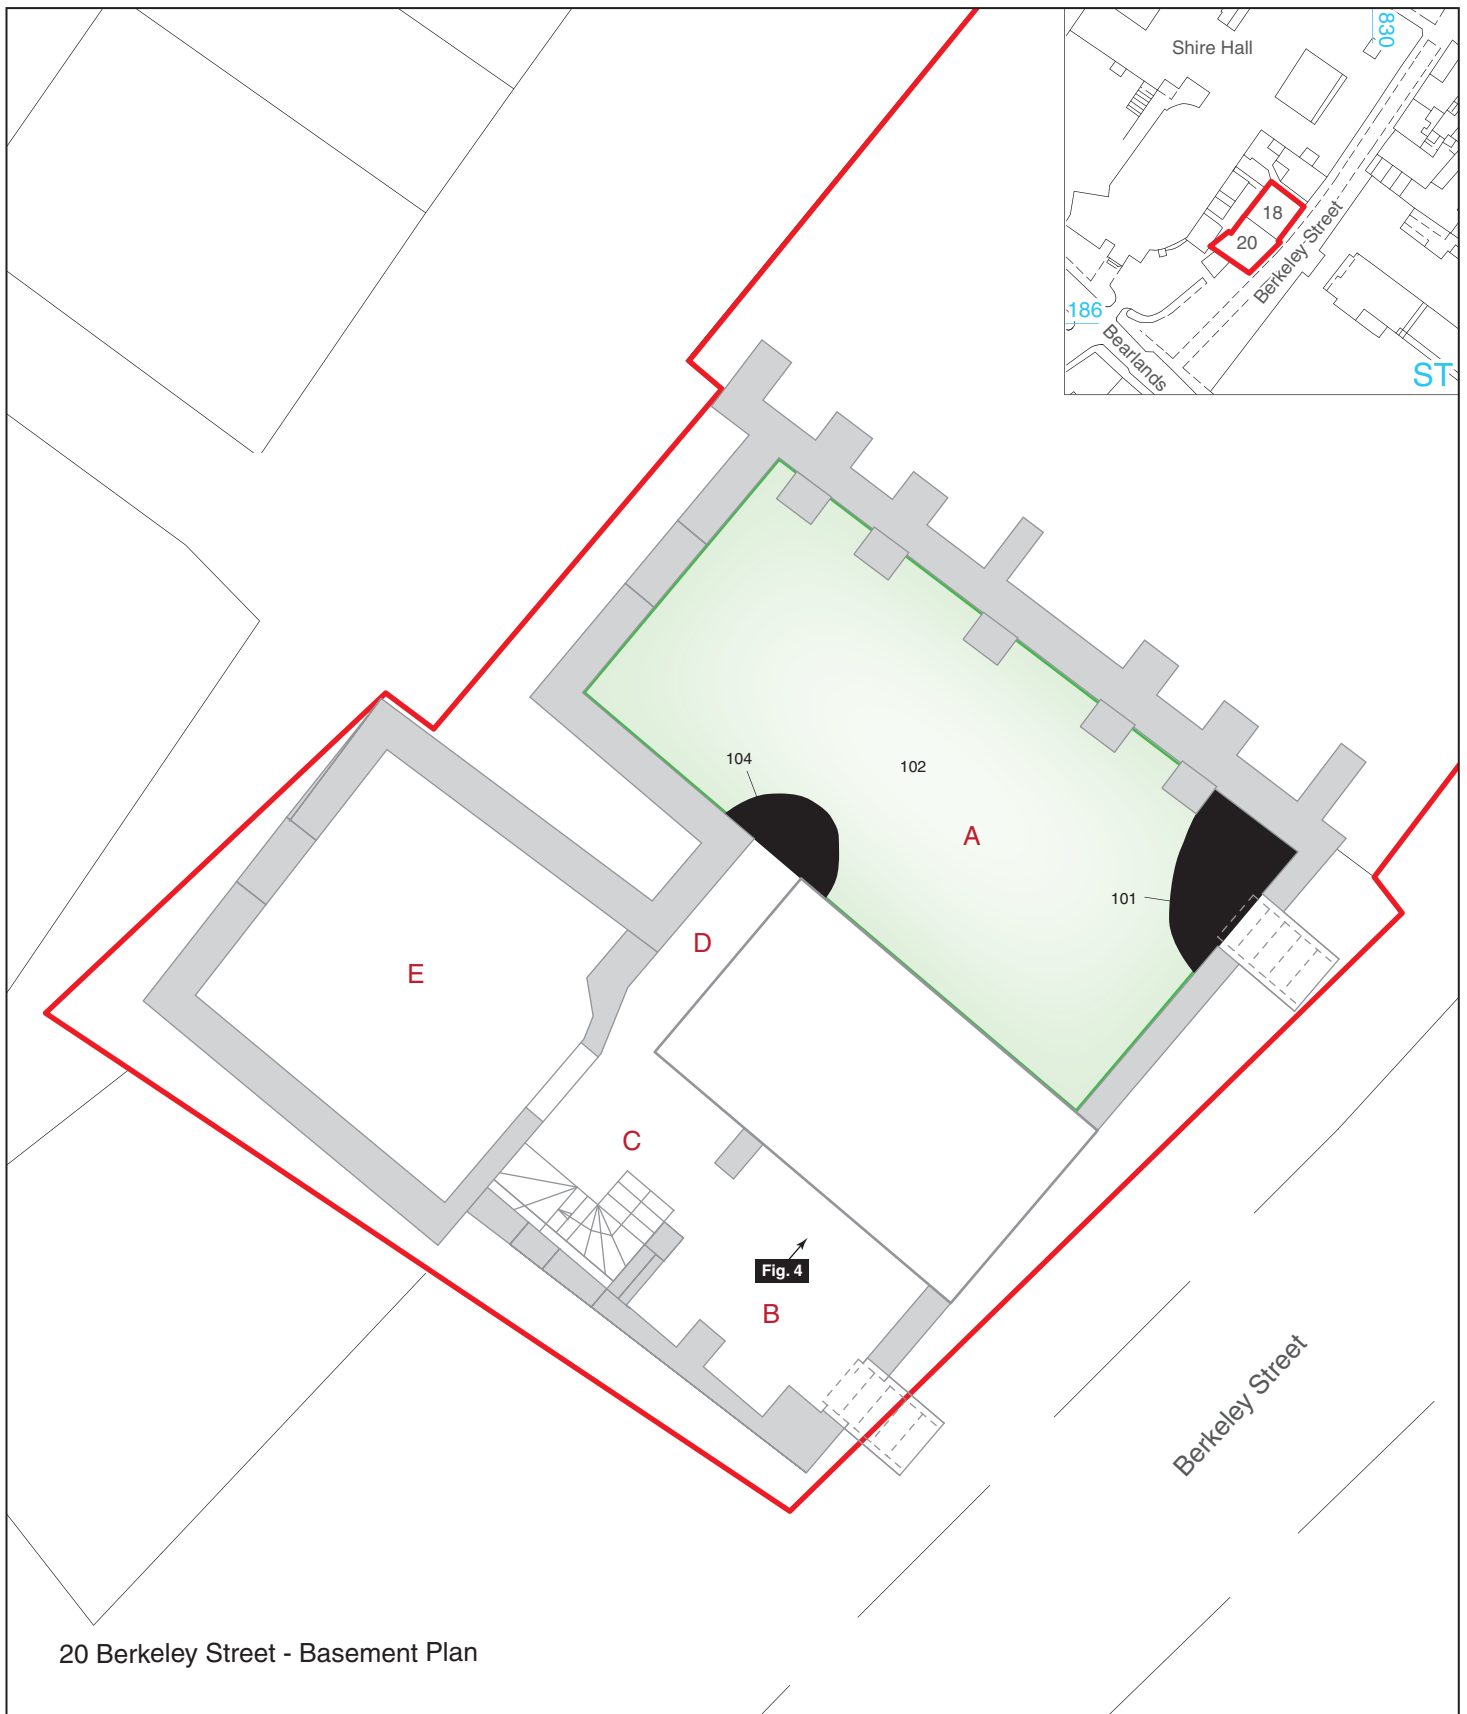 Shire Hall
830
18
20
Berkeley Street
186
Bearlands
ST
104
102
A
101
D
E
C
Fig. 4
B
Berkeley Street
20 Berkeley Street - Basement Plan